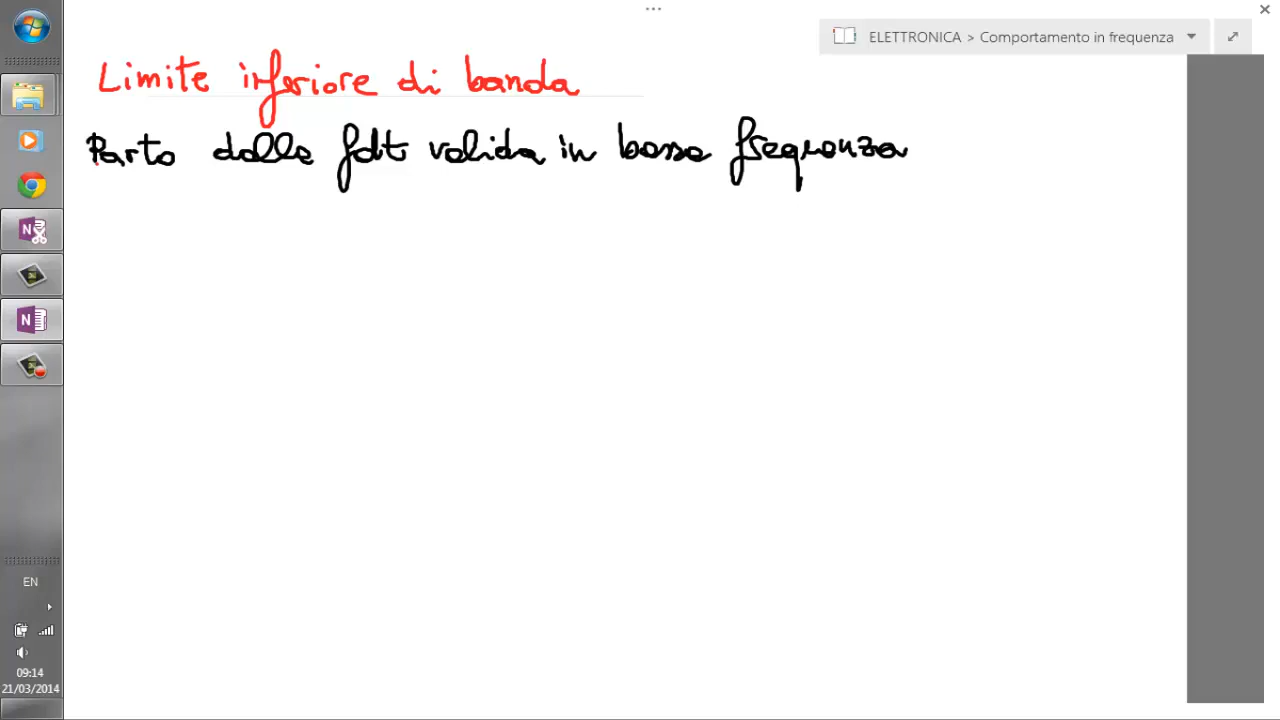 ELETTRONICA > Comportamento in frequenza
Limite inferiore di banda
Parto dalla fdt valida in bassa frequenza
EN
09:14
21/03/2014